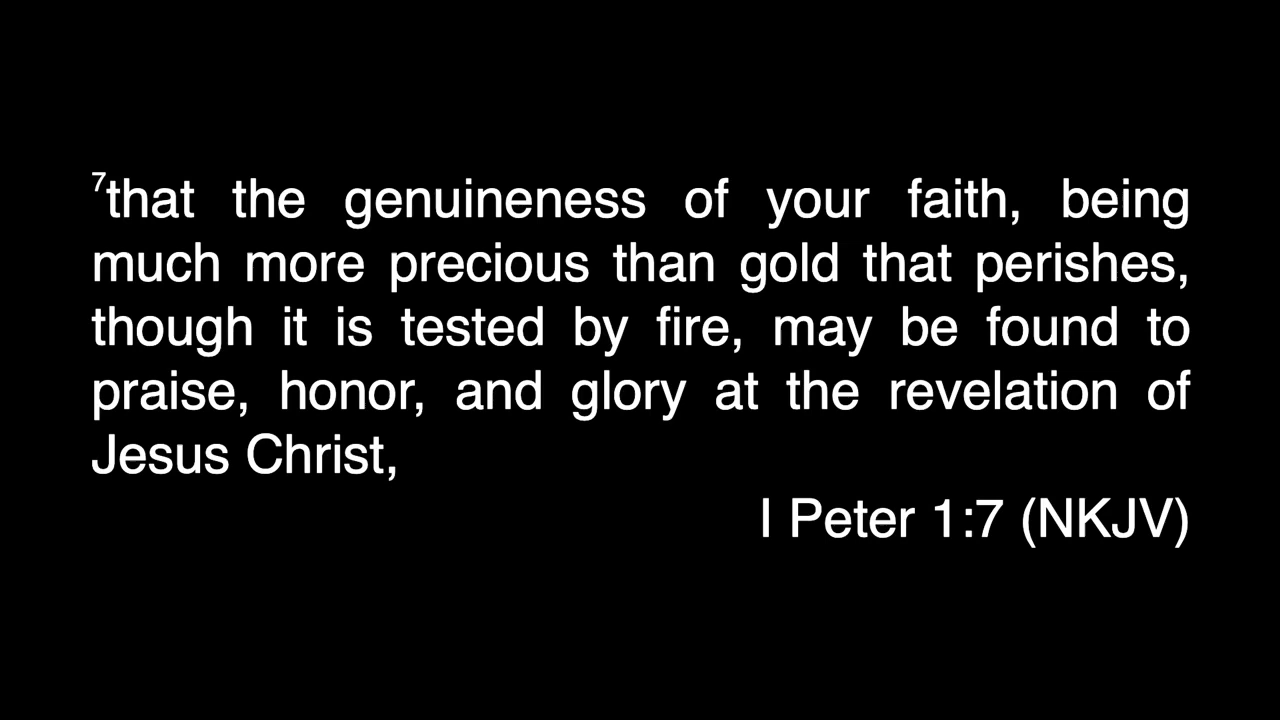 ⁷that the genuineness of your faith, being
much more precious than gold that perishes,
though it is tested by fire, may be found to
praise, honor, and glory at the revelation of
Jesus Christ,
I Peter 1:7 (NKJV)